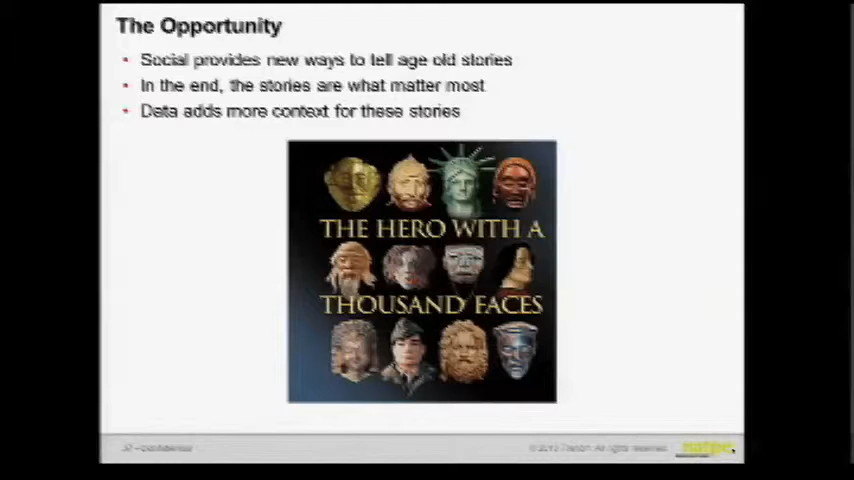 The Opportunity
Social provides new ways to tell age old stories
In the end, the stories are what matter most
Data adds more context for these stories
THE HERO WITH A
THOUSAND FACES
natpe